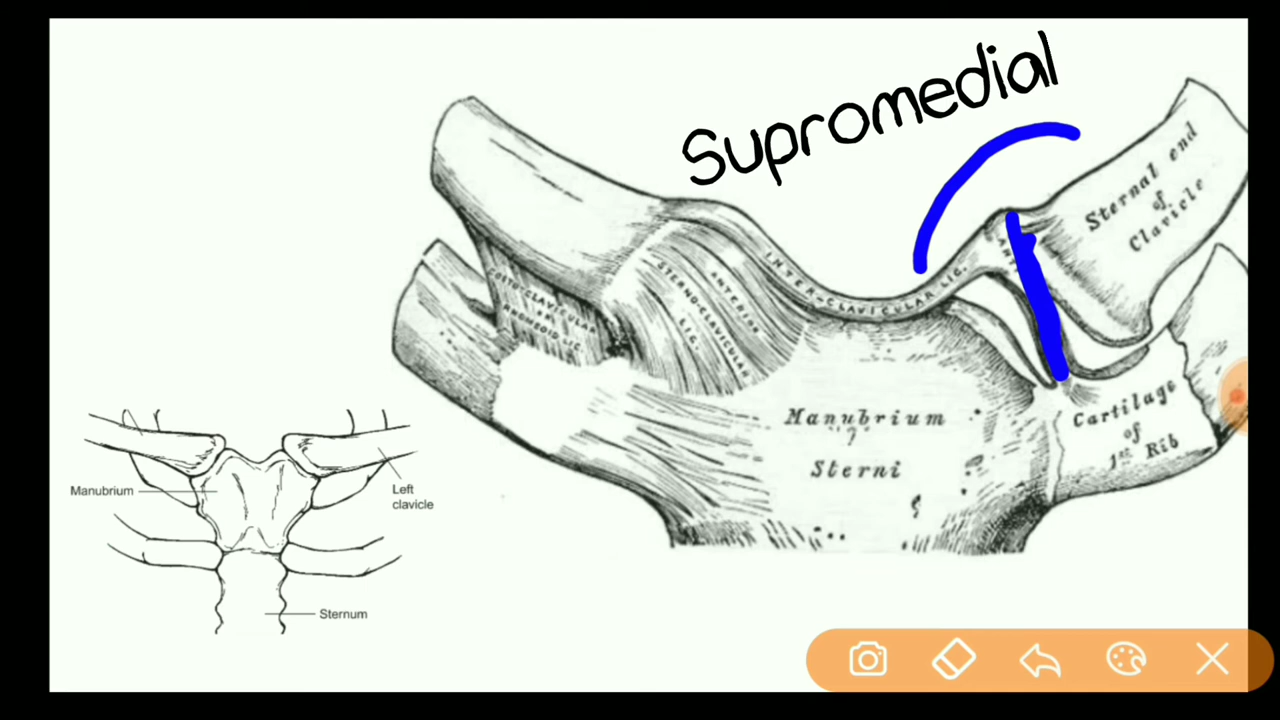 Supromedial
Sternal end
of
Clavicle
INTER-CLAVICULAR LIG.
COSTO-CLAVICULAR
OR
RHOMBOID LIG.
ANTERIOR
STERNO-CLAVICULAR
LIG.
Manubrium
Sterni
Cartilage
of
1st Rib
Manubrium
Left
clavicle
Sternum